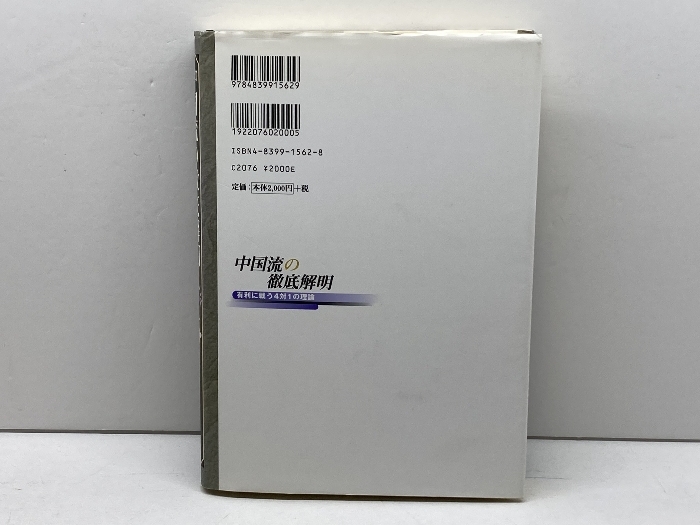 9784839915629
1922076020005
ISBN4-8399-1562-8
C2076 ¥2000E
定価：本体2,000円+税
中国流の
徹底解明
有利に戦う4対1の理論